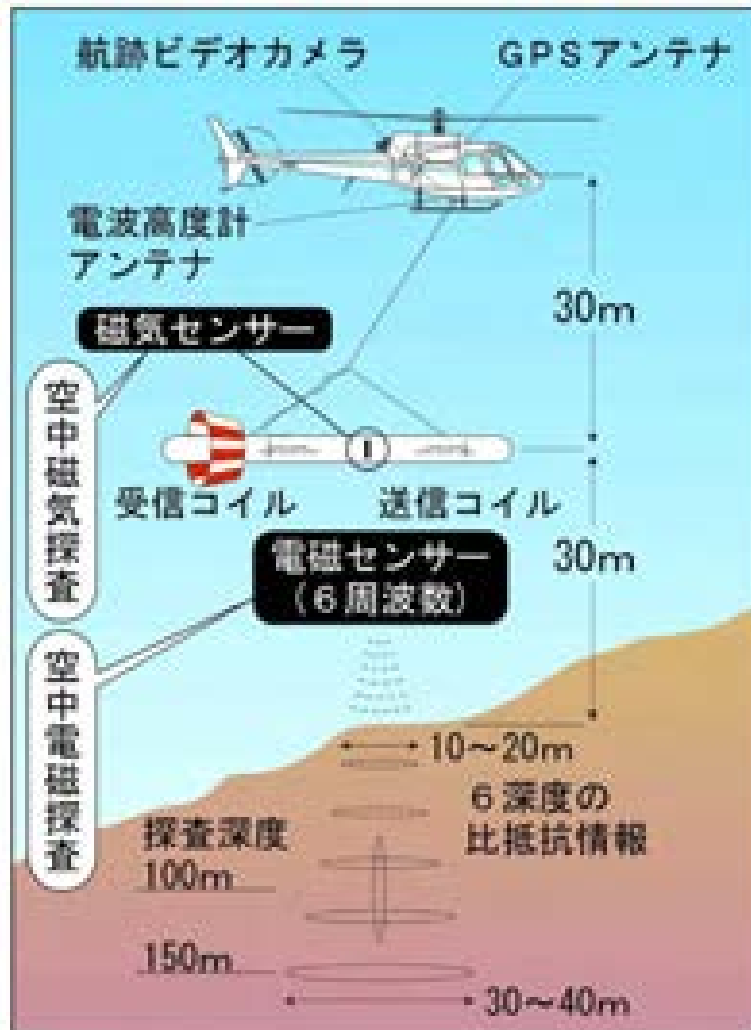 航跡ビデオカメラ
GPSアンテナ
電波高度計
アンテナ
30m
磁気センサー
空中磁気探査
受信コイル
送信コイル
電磁センサー
(6周波数)
30m
空中電磁探査
10〜20m
6深度の
比抵抗情報
探査深度
100m
150m
30〜40m